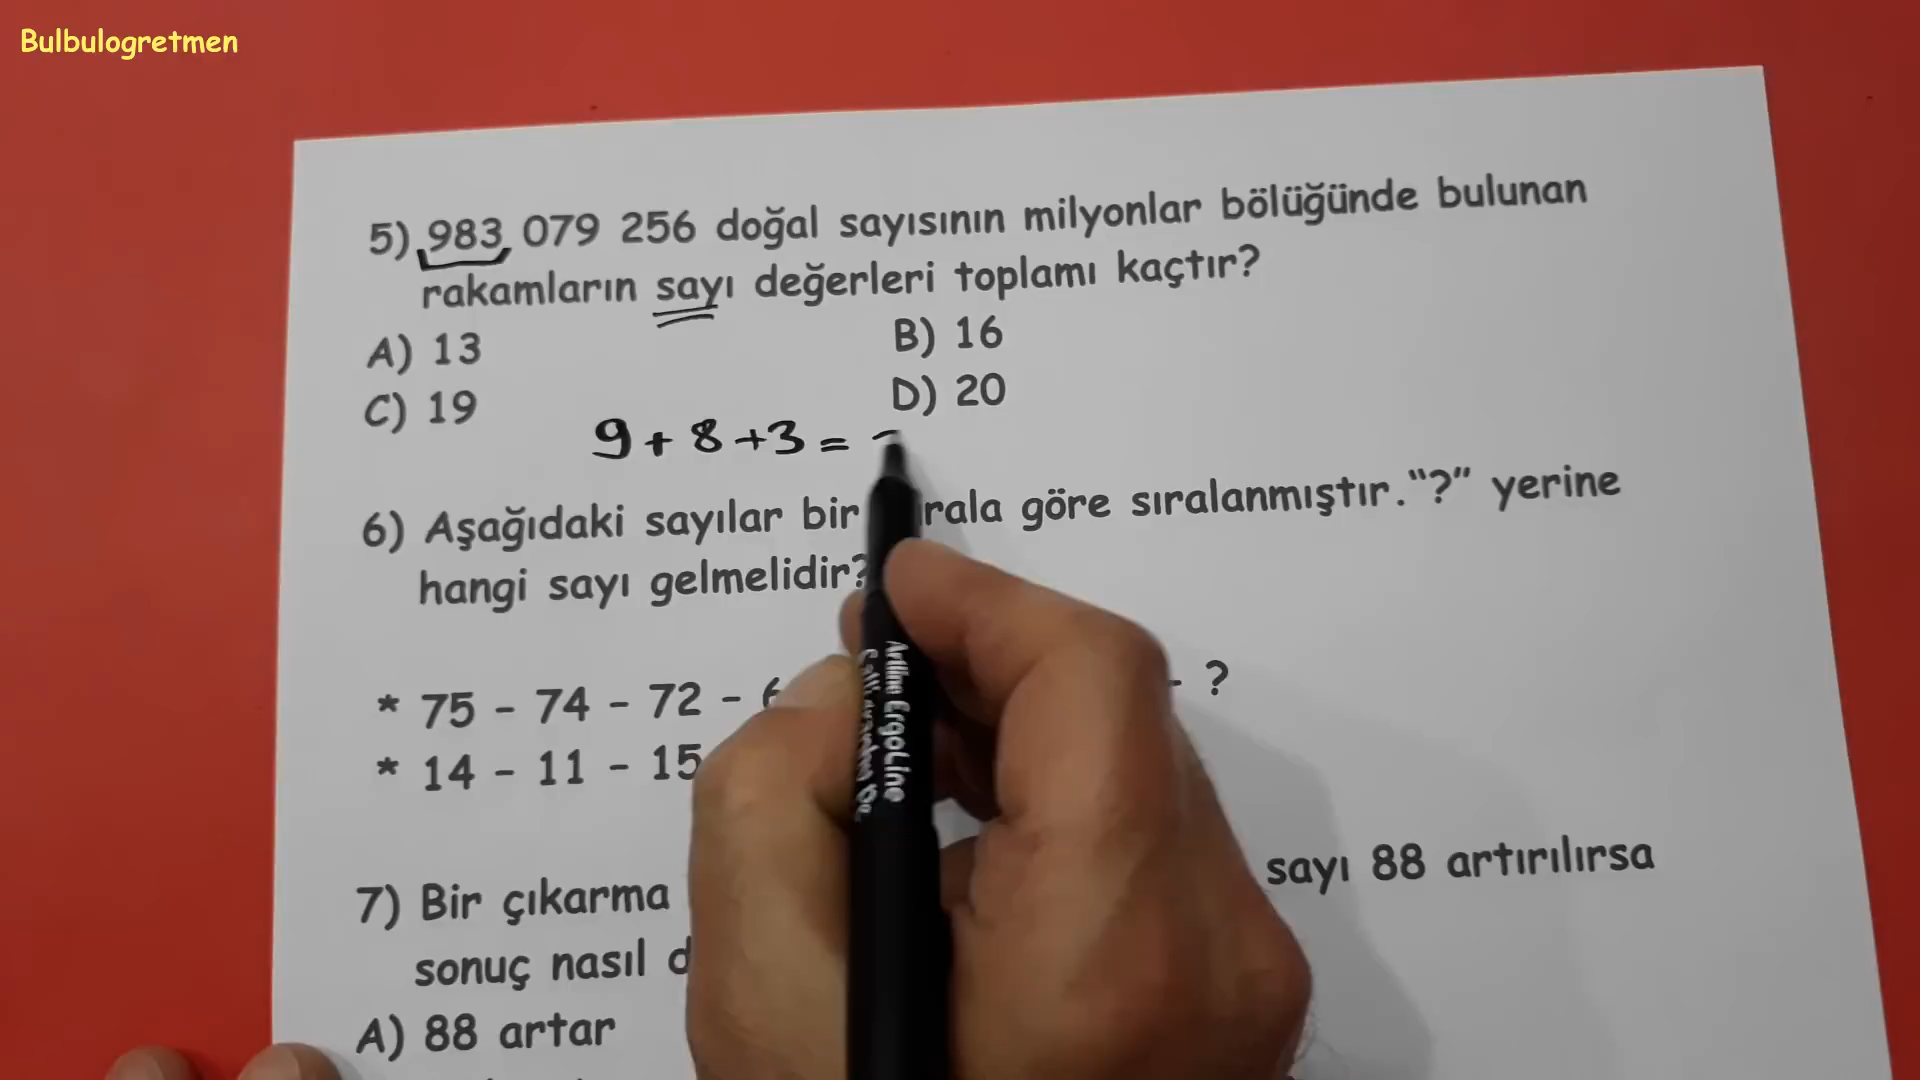 Bulbulogretmen
5) 983 079 256 doğal sayısının milyonlar bölüğünde bulunan
rakamların sayı değerleri toplamı kaçtır?
A) 13
B) 16
C) 19
D) 20
9 + 8 + 3 =
6) Aşağıdaki sayılar bir göre sıralanmıştır.“?” yerine
hangi sayı gelmelidir?
* 75 - 74 - 72 - - ?
* 14 - 11 - 15
7) Bir çıkarma sayı 88 artırılırsa
sonuç nasıl
A) 88 artar
Artline ErgoLine